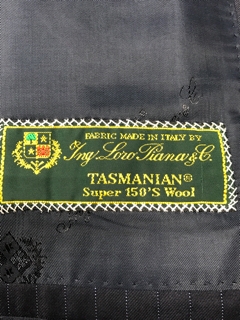 FABRIC MADE IN ITALY BY
Ing. Loro Piana & C.
TASMANIAN®
Super 150'S Wool